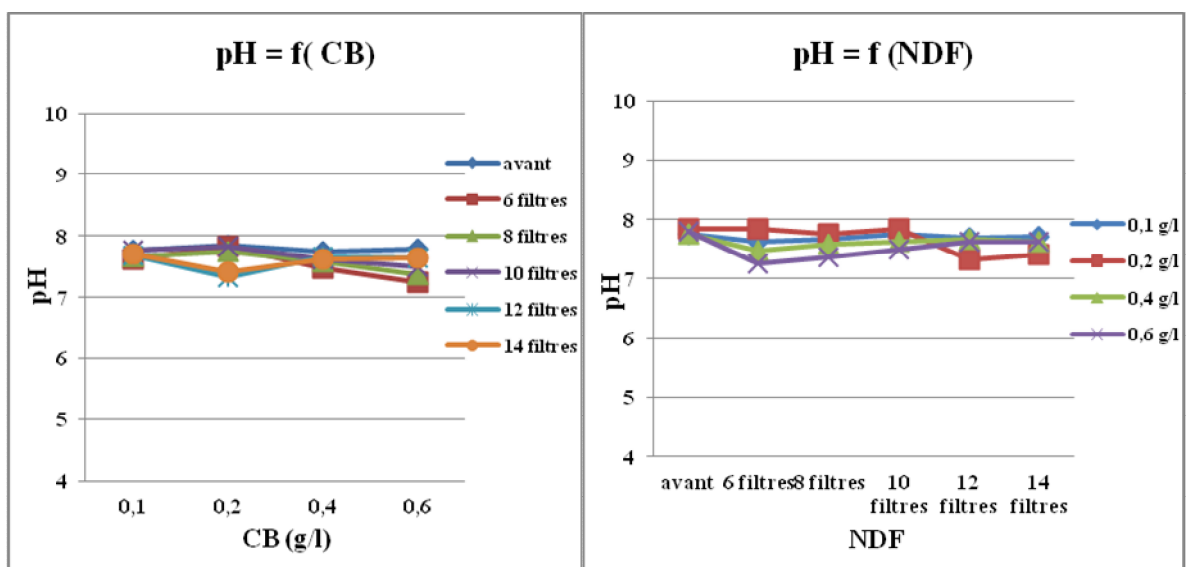 pH = f( CB)
10
9
8
7
6
5
4
pH
0,1
0,2
0,4
0,6
CB (g/l)
avant
6 filtres
8 filtres
10 filtres
12 filtres
14 filtres
pH = f (NDF)
10
9
8
7
6
5
4
pH
avant
6 filtres
8 filtres
10
filtres
12
filtres
14
filtres
NDF
0,1 g/l
0,2 g/l
0,4 g/l
0,6 g/l